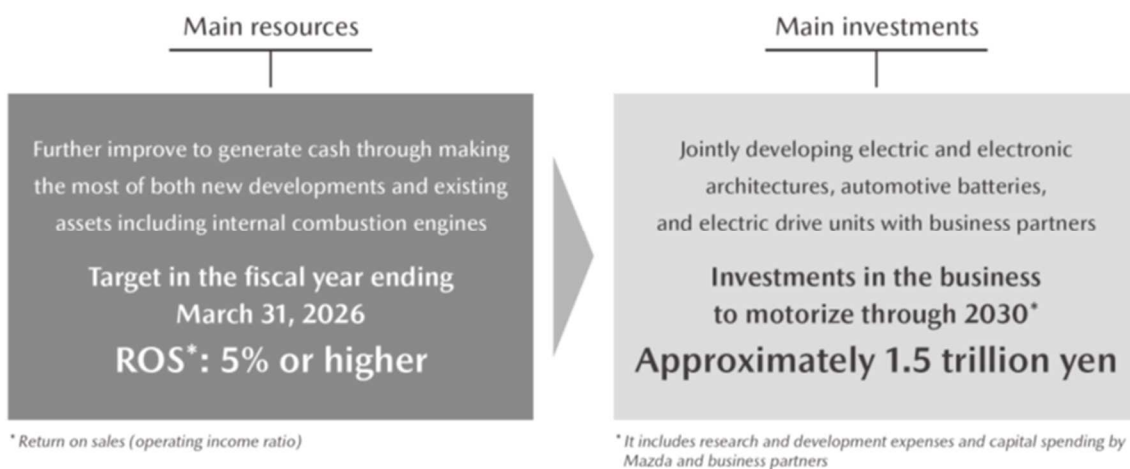 Main resources
Further improve to generate cash through making
the most of both new developments and existing
assets including internal combustion engines
Target in the fiscal year ending
March 31, 2026
ROS*: 5% or higher
* Return on sales (operating income ratio)
Main investments
Jointly developing electric and electronic
architectures, automotive batteries,
and electric drive units with business partners
Investments in the business
to motorize through 2030*
Approximately 1.5 trillion yen
* It includes research and development expenses and capital spending by
Mazda and business partners